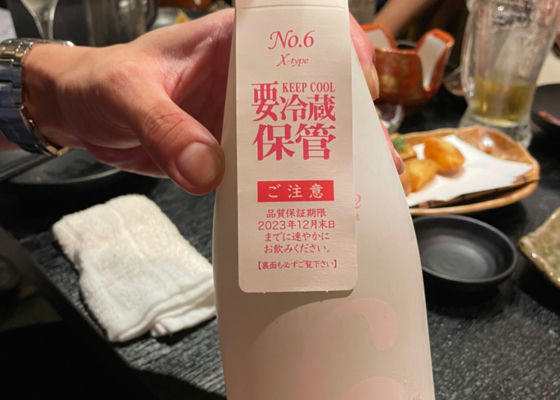 No.6
X-type
要冷蔵
KEEP COOL
保管
ご注意
品質保証期限
2023年12月末日
までに速やかに
お飲みください。
【裏面も必ずご覧下さい】